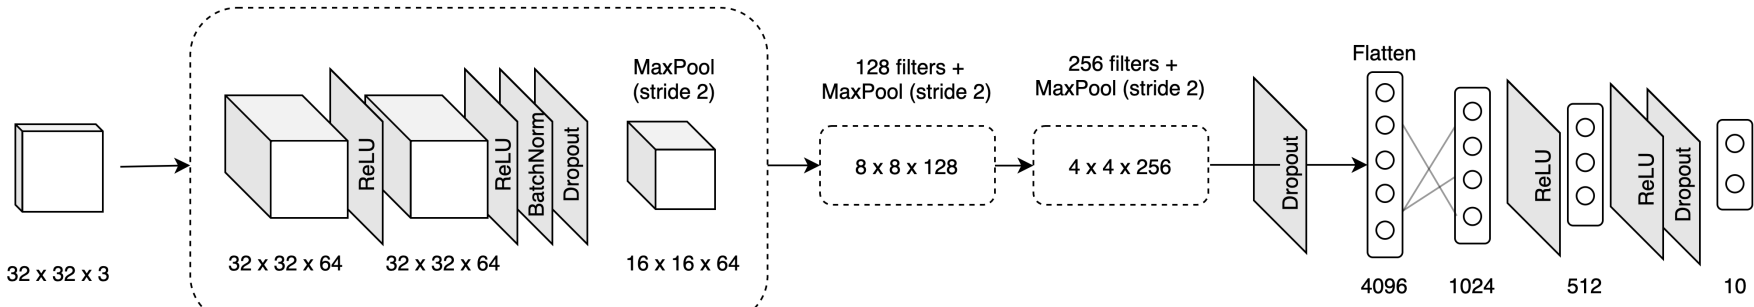 32 x 32 x 3
32 x 32 x 64
ReLU
32 x 32 x 64
ReLU
BatchNorm
Dropout
MaxPool
(stride 2)
16 x 16 x 64
128 filters +
MaxPool (stride 2)
8 x 8 x 128
256 filters +
MaxPool (stride 2)
4 x 4 x 256
Dropout
Flatten
4096
1024
ReLU
512
ReLU
Dropout
10